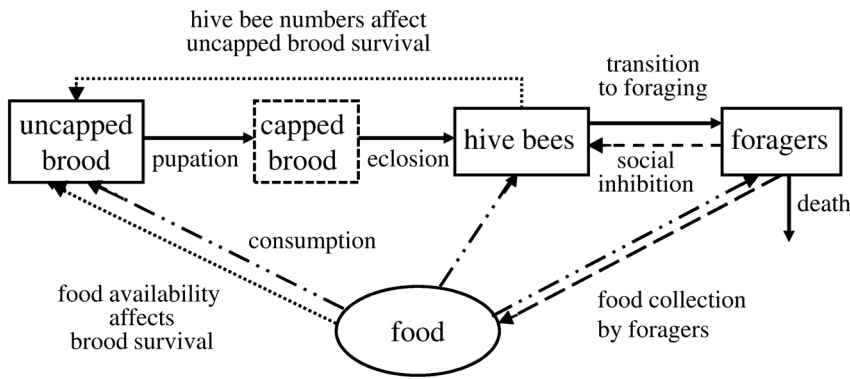 hive bee numbers affect
uncapped brood survival
transition
to foraging
uncapped
brood
pupation
capped
brood
eclosion
hive bees
social
inhibition
foragers
death
consumption
food availability
affects
brood survival
food
food collection
by foragers